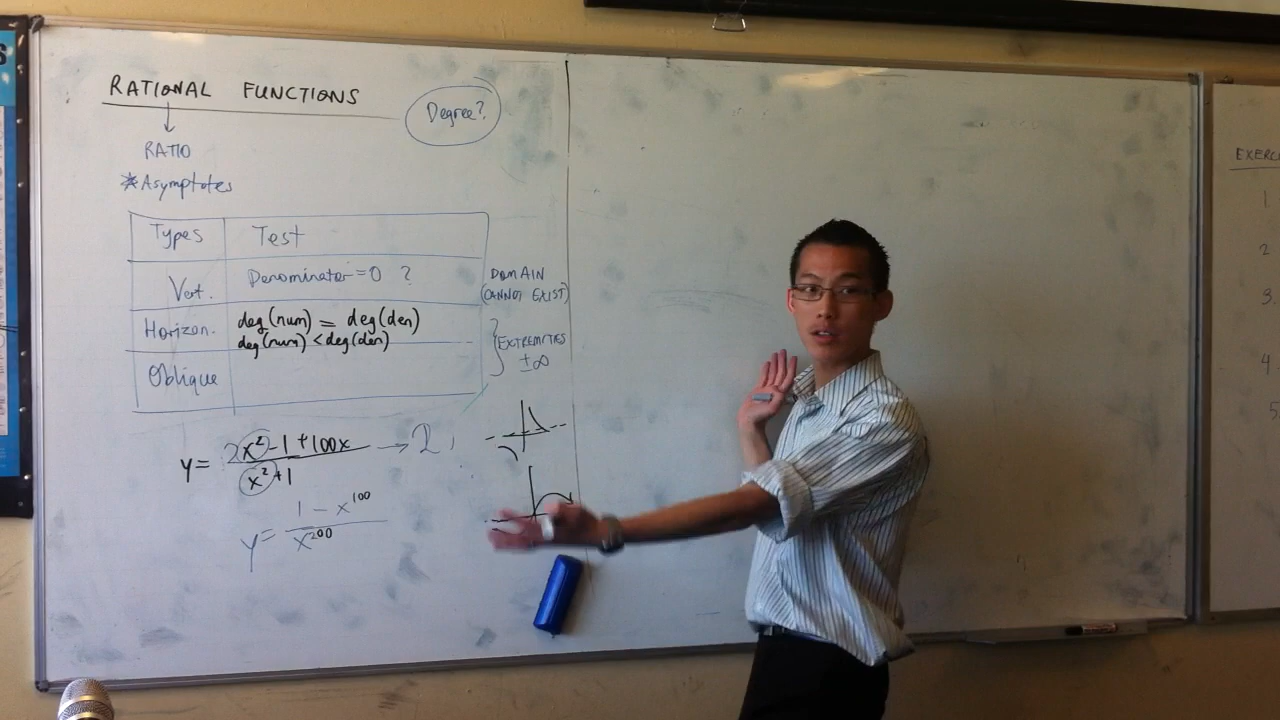 RATIONAL FUNCTIONS
Degree?
RATIO
*Asymptotes
Types Test
Vert. Denominator = 0 ?
DOMAIN
(CANNOT EXIST)
Horizon. deg(num) = deg(den)
deg(num) < deg(den)
EXTREMITIES
±∞
Oblique
y = (2x² - 1 + 100x)/(x² + 1) → 2
y = (1 - x¹⁰⁰)/x²⁰⁰
EXERC
1
2
3.
4
5